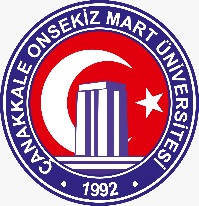 ÇANAKKALE ONSEKİZ MART ÜNİVERSİTESİ
• 1992 •